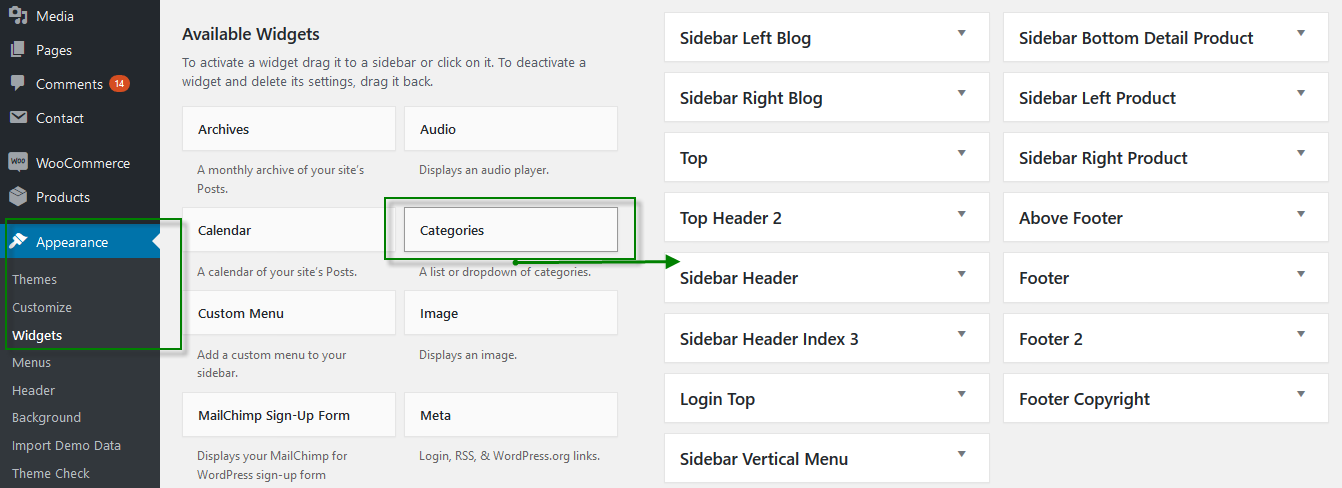 Media
Pages
Comments 14
Contact
WOO WooCommerce
Products
Appearance
Themes
Customize
Widgets
Menus
Header
Background
Import Demo Data
Theme Check
Available Widgets
To activate a widget drag it to a sidebar or click on it. To deactivate a
widget and delete its settings, drag it back.
Archives
A monthly archive of your site's
Posts.
Audio
Displays an audio player.
Calendar
A calendar of your site's Posts.
Categories
A list or dropdown of categories.
Custom Menu
Add a custom menu to your
sidebar.
Image
Displays an image.
MailChimp Sign-Up Form
Displays your MailChimp for
WordPress sign-up form
Meta
Login, RSS, & WordPress.org links.
Sidebar Left Blog
Sidebar Right Blog
Top
Top Header 2
Sidebar Header
Sidebar Header Index 3
Login Top
Sidebar Vertical Menu
Sidebar Bottom Detail Product
Sidebar Left Product
Sidebar Right Product
Above Footer
Footer
Footer 2
Footer Copyright